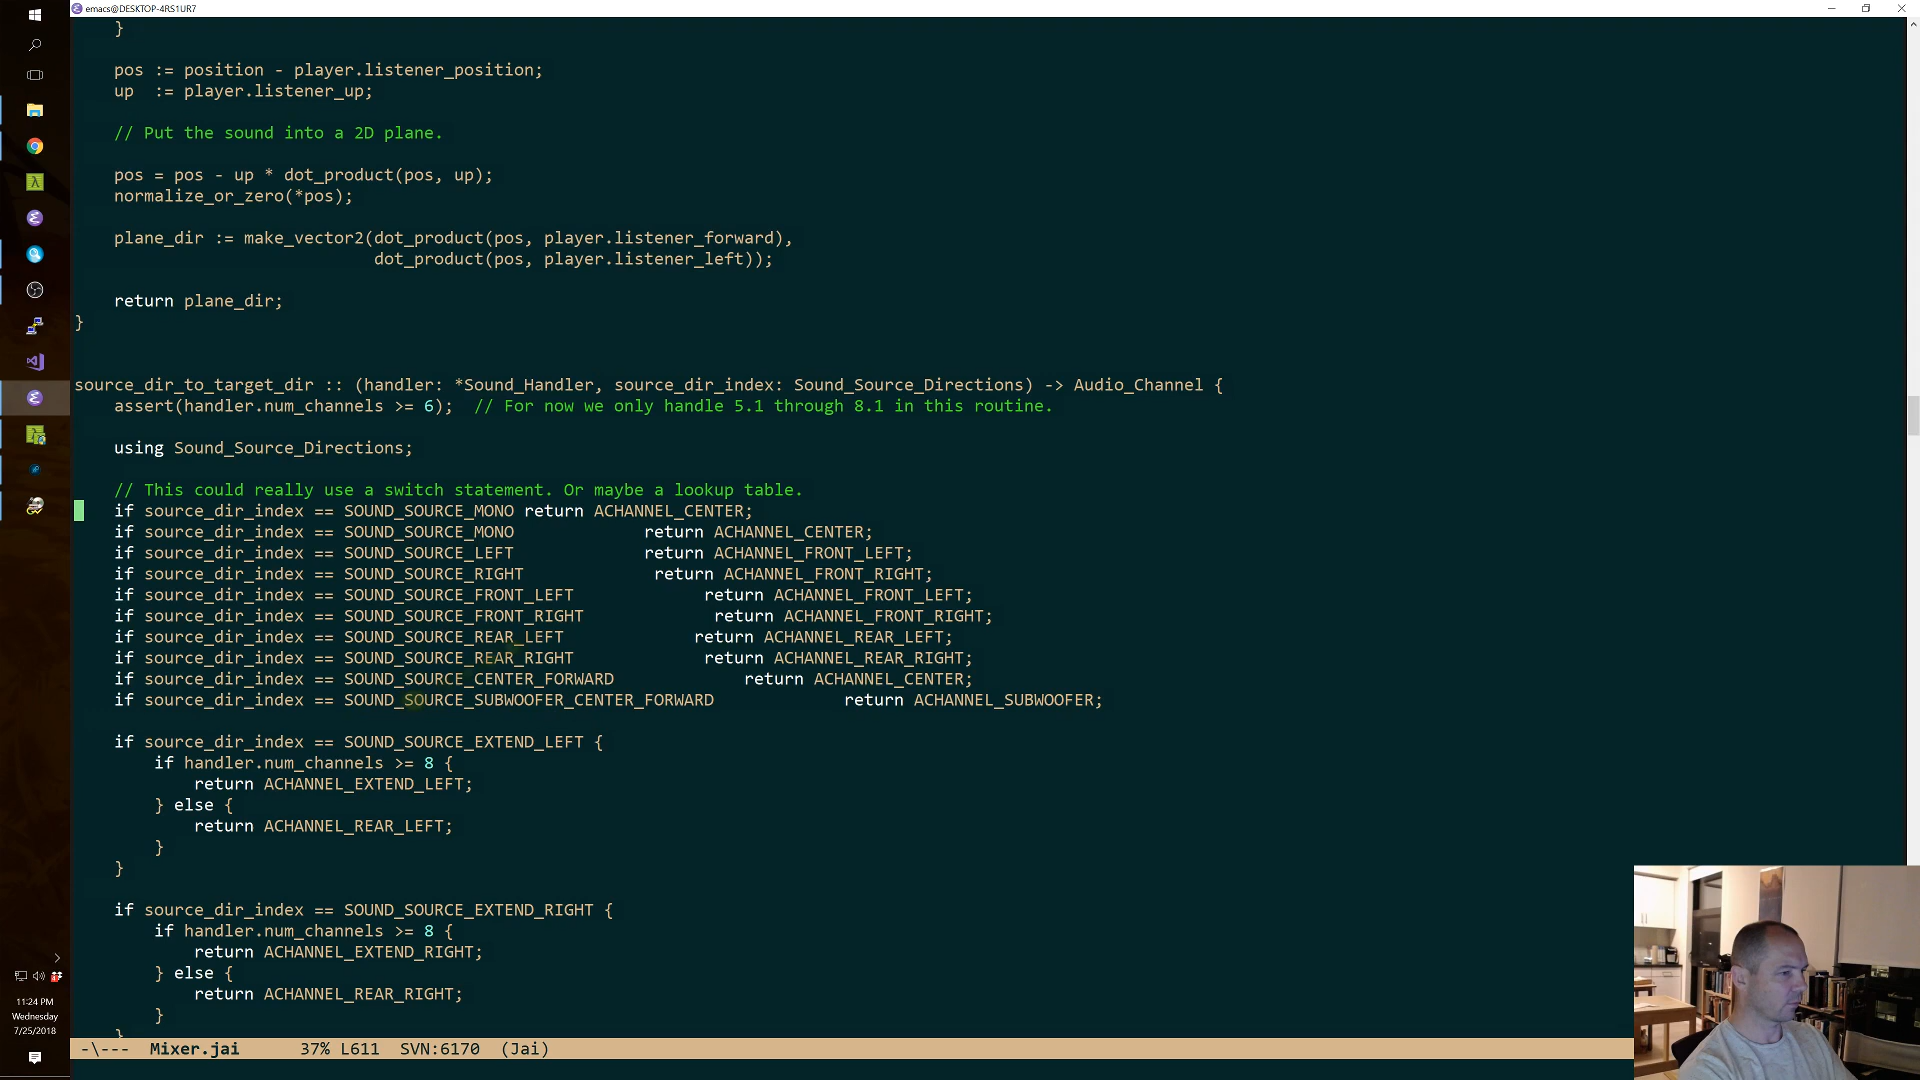 emacs@DESKTOP-4RS1UR7
}
pos := position - player.listener_position;
up  := player.listener_up;
// Put the sound into a 2D plane.
pos = pos - up * dot_product(pos, up);
normalize_or_zero(*pos);
plane_dir := make_vector2(dot_product(pos, player.listener_forward),
dot_product(pos, player.listener_left));
return plane_dir;
}
source_dir_to_target_dir :: (handler: *Sound_Handler, source_dir_index: Sound_Source_Directions) -> Audio_Channel {
assert(handler.num_channels >= 6);  // For now we only handle 5.1 through 8.1 in this routine.
using Sound_Source_Directions;
// This could really use a switch statement. Or maybe a lookup table.
if source_dir_index == SOUND_SOURCE_MONO return ACHANNEL_CENTER;
if source_dir_index == SOUND_SOURCE_MONO             return ACHANNEL_CENTER;
if source_dir_index == SOUND_SOURCE_LEFT             return ACHANNEL_FRONT_LEFT;
if source_dir_index == SOUND_SOURCE_RIGHT             return ACHANNEL_FRONT_RIGHT;
if source_dir_index == SOUND_SOURCE_FRONT_LEFT             return ACHANNEL_FRONT_LEFT;
if source_dir_index == SOUND_SOURCE_FRONT_RIGHT             return ACHANNEL_FRONT_RIGHT;
if source_dir_index == SOUND_SOURCE_REAR_LEFT             return ACHANNEL_REAR_LEFT;
if source_dir_index == SOUND_SOURCE_REAR_RIGHT             return ACHANNEL_REAR_RIGHT;
if source_dir_index == SOUND_SOURCE_CENTER_FORWARD             return ACHANNEL_CENTER;
if source_dir_index == SOUND_SOURCE_SUBWOOFER_CENTER_FORWARD             return ACHANNEL_SUBWOOFER;
if source_dir_index == SOUND_SOURCE_EXTEND_LEFT {
if handler.num_channels >= 8 {
return ACHANNEL_EXTEND_LEFT;
} else {
return ACHANNEL_REAR_LEFT;
}
}
if source_dir_index == SOUND_SOURCE_EXTEND_RIGHT {
if handler.num_channels >= 8 {
return ACHANNEL_EXTEND_RIGHT;
} else {
return ACHANNEL_REAR_RIGHT;
}
}
-\---  Mixer.jai      37% L611  SVN:6170  (Jai)
11:24 PM
Wednesday
7/25/2018